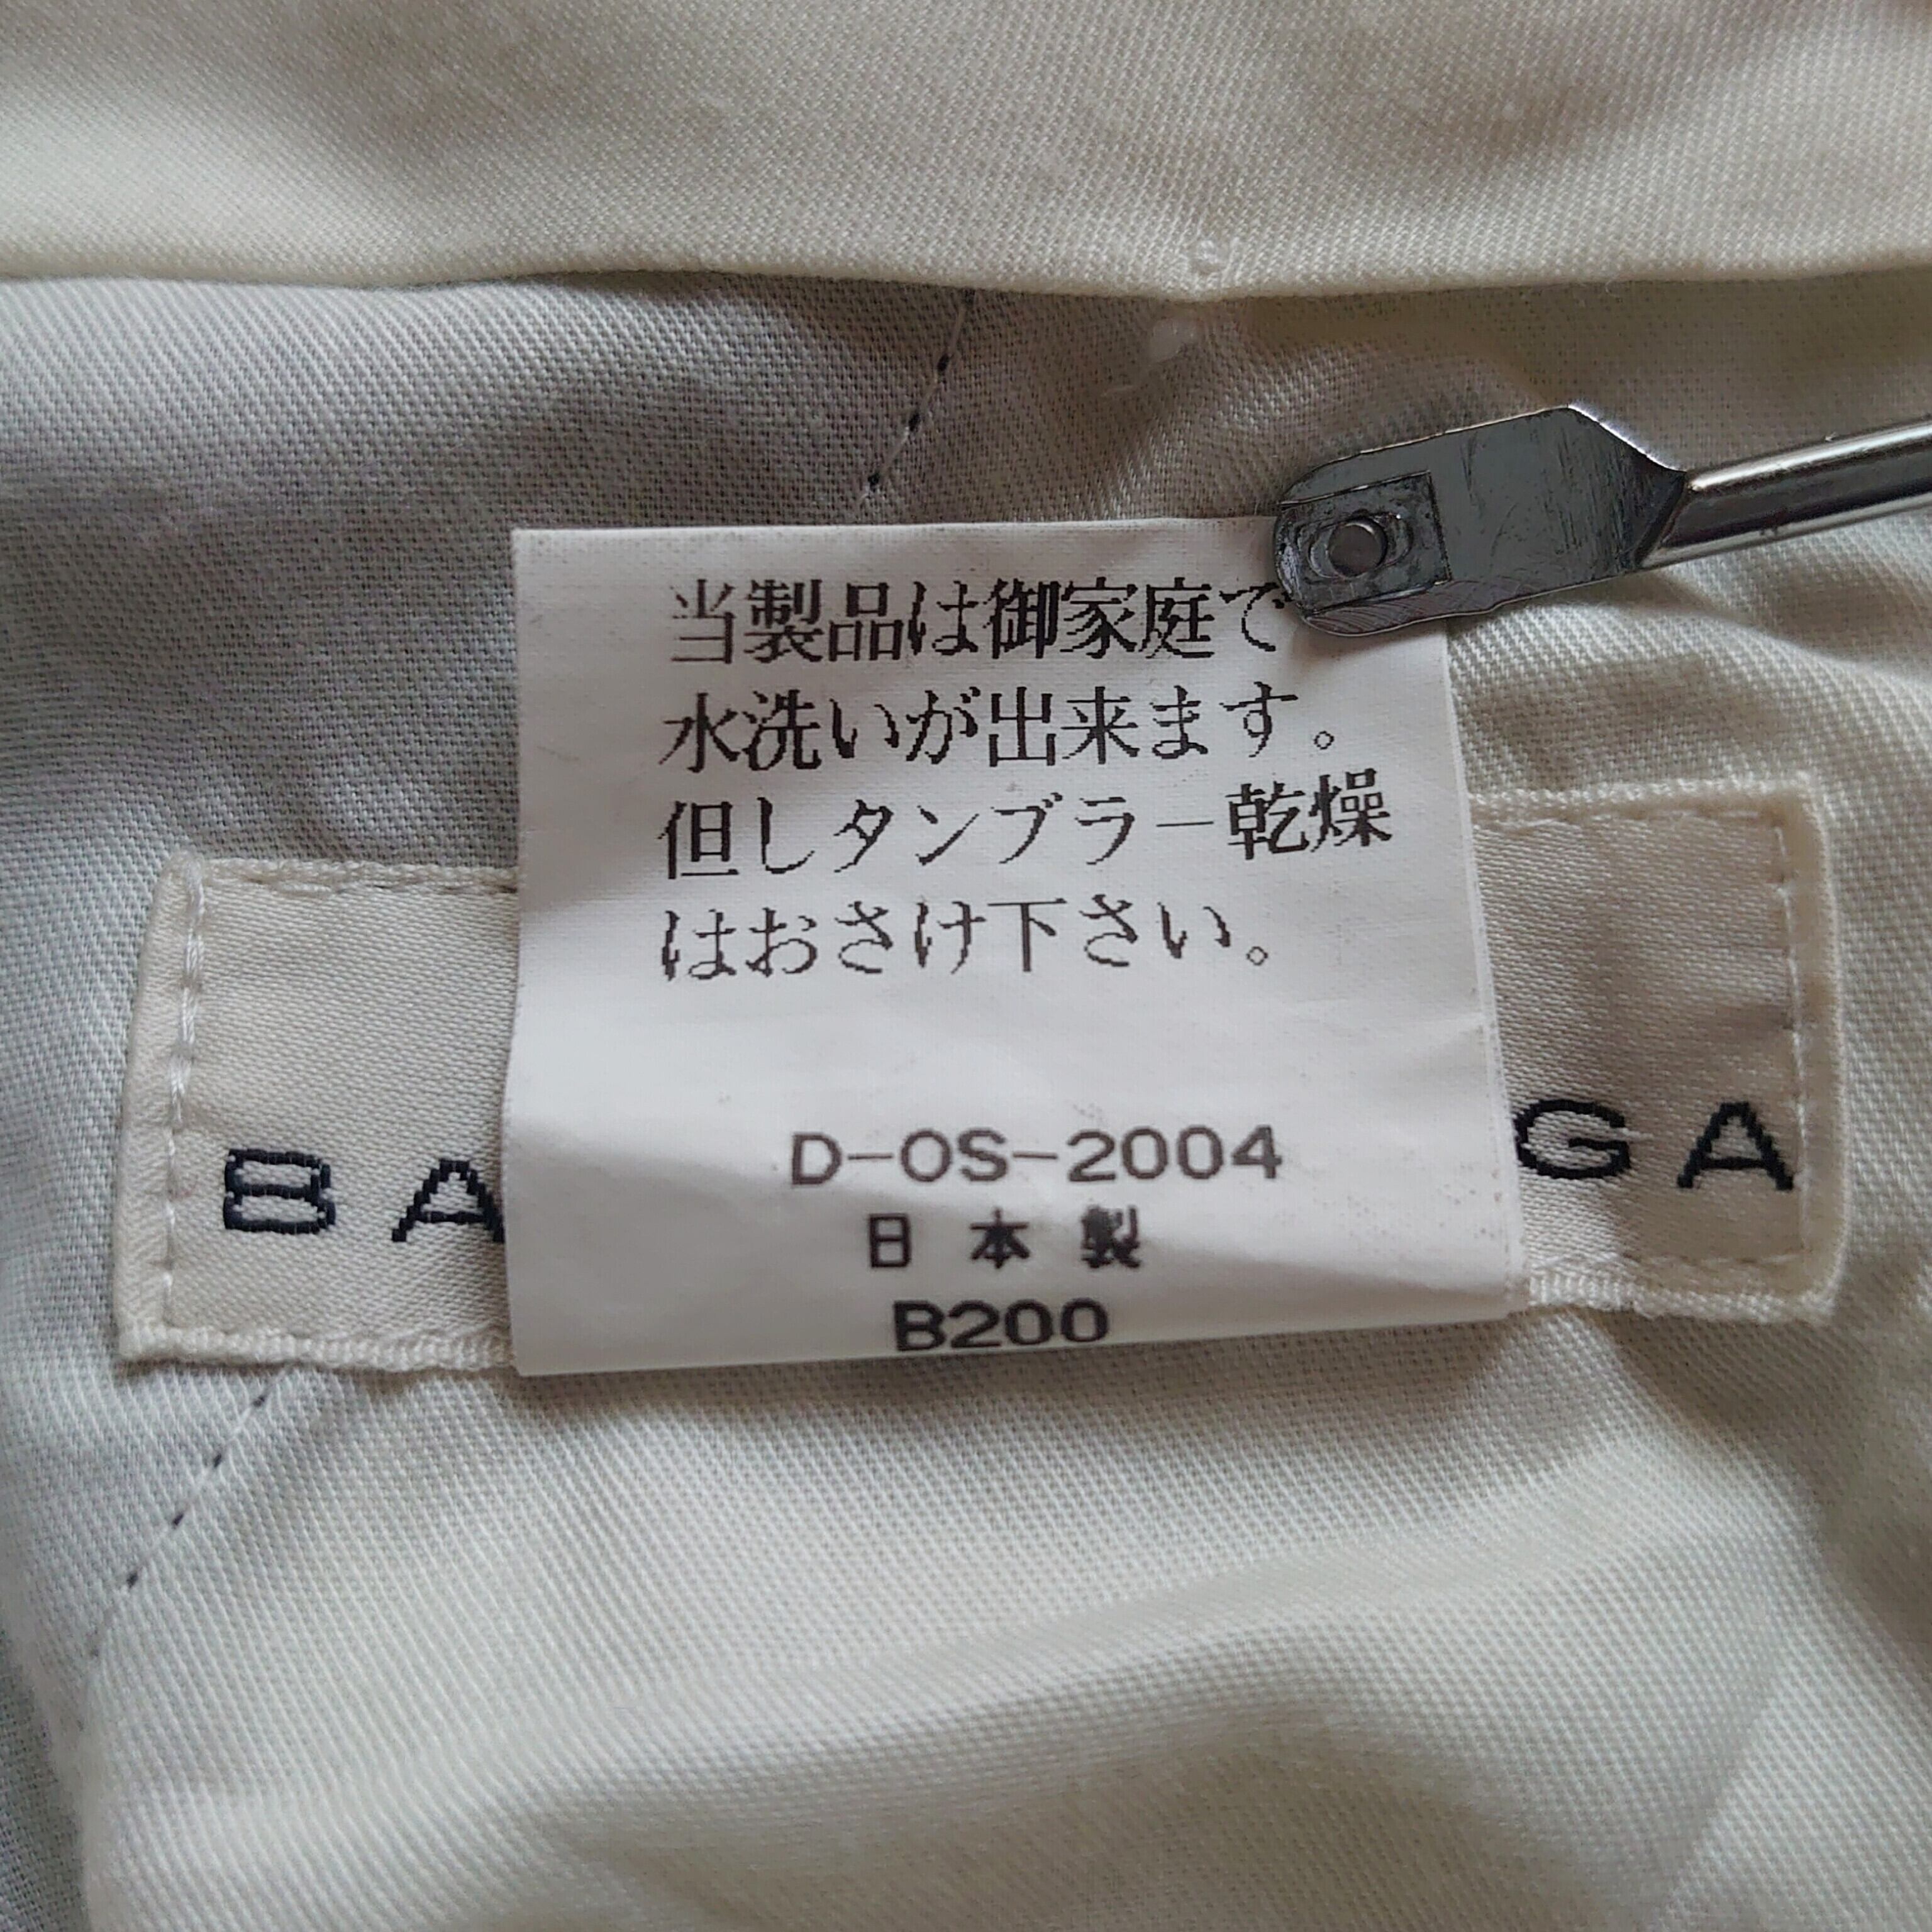 当製品は御家庭で
水洗いが出来ます。
但しタンブラー乾燥
はおさけ下さい。
D-OS-2004
日本製
B200
BA GA